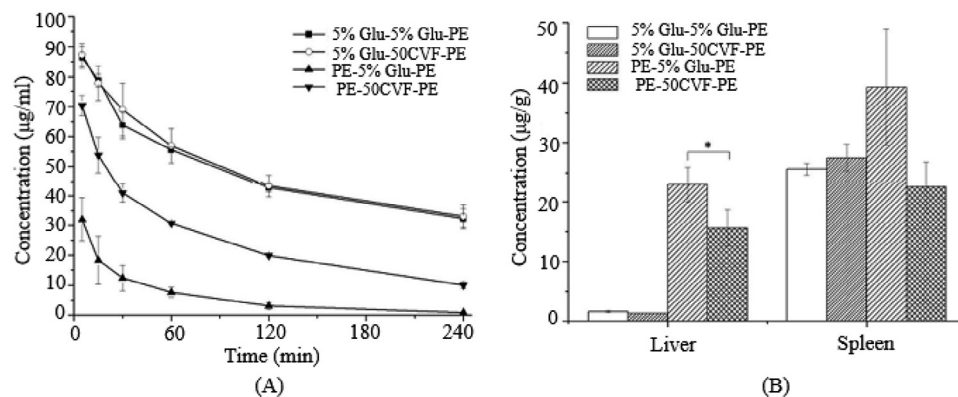 100
90
80
70
60
50
40
30
20
10
0
Concentration (μg/ml)
5% Glu-5% Glu-PE
5% Glu-50CVF-PE
PE-5% Glu-PE
PE-50CVF-PE
0 60 120 180 240
Time (min)
(A)
50
40
30
20
10
0
Concentration (μg/g)
5% Glu-5% Glu-PE
5% Glu-50CVF-PE
PE-5% Glu-PE
PE-50CVF-PE
*
Liver Spleen
(B)